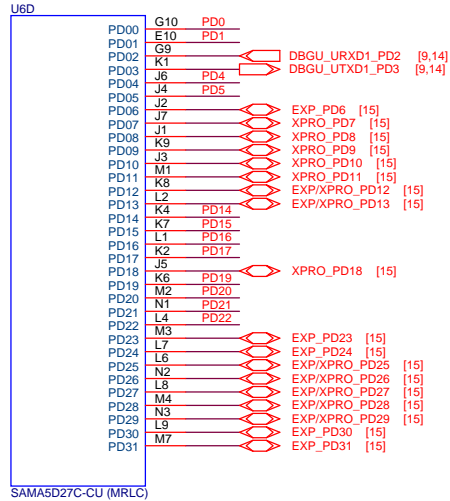 U6D
PD00 G10 PD0
PD01 E10 PD1
PD02 G9 DBGU_URXD1_PD2 [9,14]
PD03 K1 DBGU_UTXD1_PD3 [9,14]
PD04 J6 PD4
PD05 J4 PD5
PD06 J2 EXP_PD6 [15]
PD07 J7 XPRO_PD7 [15]
PD08 J1 XPRO_PD8 [15]
PD09 K9 XPRO_PD9 [15]
PD10 J3 XPRO_PD10 [15]
PD11 M1 XPRO_PD11 [15]
PD12 K8 EXP/XPRO_PD12 [15]
PD13 L2 EXP/XPRO_PD13 [15]
PD14 K4 PD14
PD15 K7 PD15
PD16 L1 PD16
PD17 K2 PD17
PD18 J5 XPRO_PD18 [15]
PD19 K6 PD19
PD20 M2 PD20
PD21 N1 PD21
PD22 L4 PD22
PD23 M3 EXP_PD23 [15]
PD24 L7 EXP_PD24 [15]
PD25 L6 EXP/XPRO_PD25 [15]
PD26 N2 EXP/XPRO_PD26 [15]
PD27 L8 EXP/XPRO_PD27 [15]
PD28 M4 EXP/XPRO_PD28 [15]
PD29 N3 EXP/XPRO_PD29 [15]
PD30 L9 EXP_PD30 [15]
PD31 M7 EXP_PD31 [15]
SAMA5D27C-CU (MRLC)